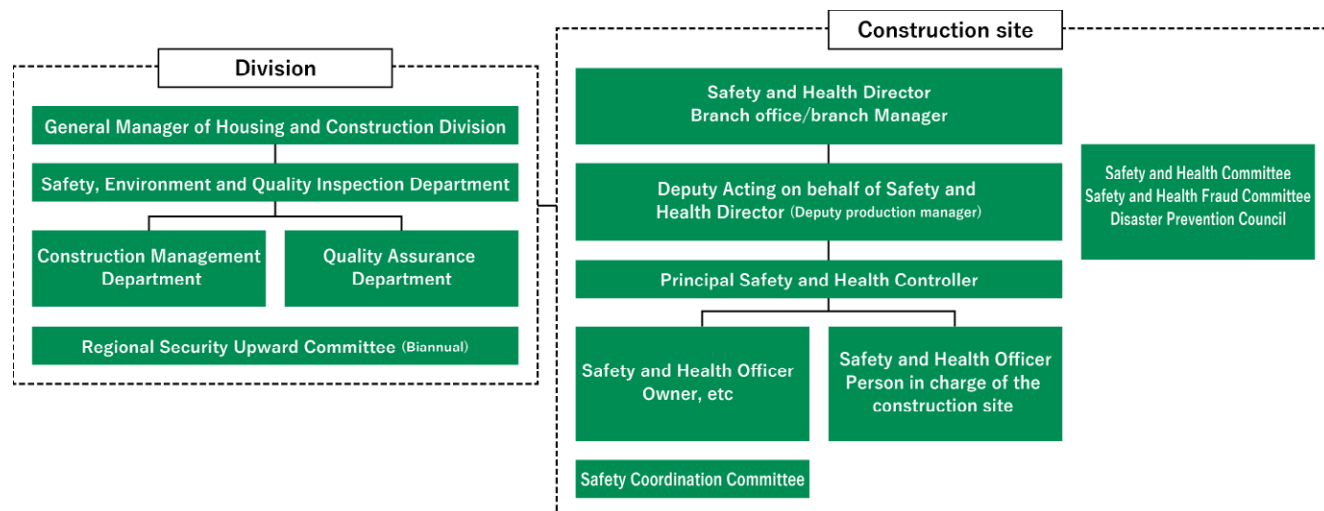 Division
General Manager of Housing and Construction Division
Safety, Environment and Quality Inspection Department
Construction Management
Department
Quality Assurance
Department
Regional Security Upward Committee (Biannual)
Construction site
Safety and Health Director
Branch office/branch Manager
Deputy Acting on behalf of Safety and
Health Director (Deputy production manager)
Principal Safety and Health Controller
Safety and Health Officer
Owner, etc
Safety and Health Officer
Person in charge of the
construction site
Safety Coordination Committee
Safety and Health Committee
Safety and Health Fraud Committee
Disaster Prevention Council